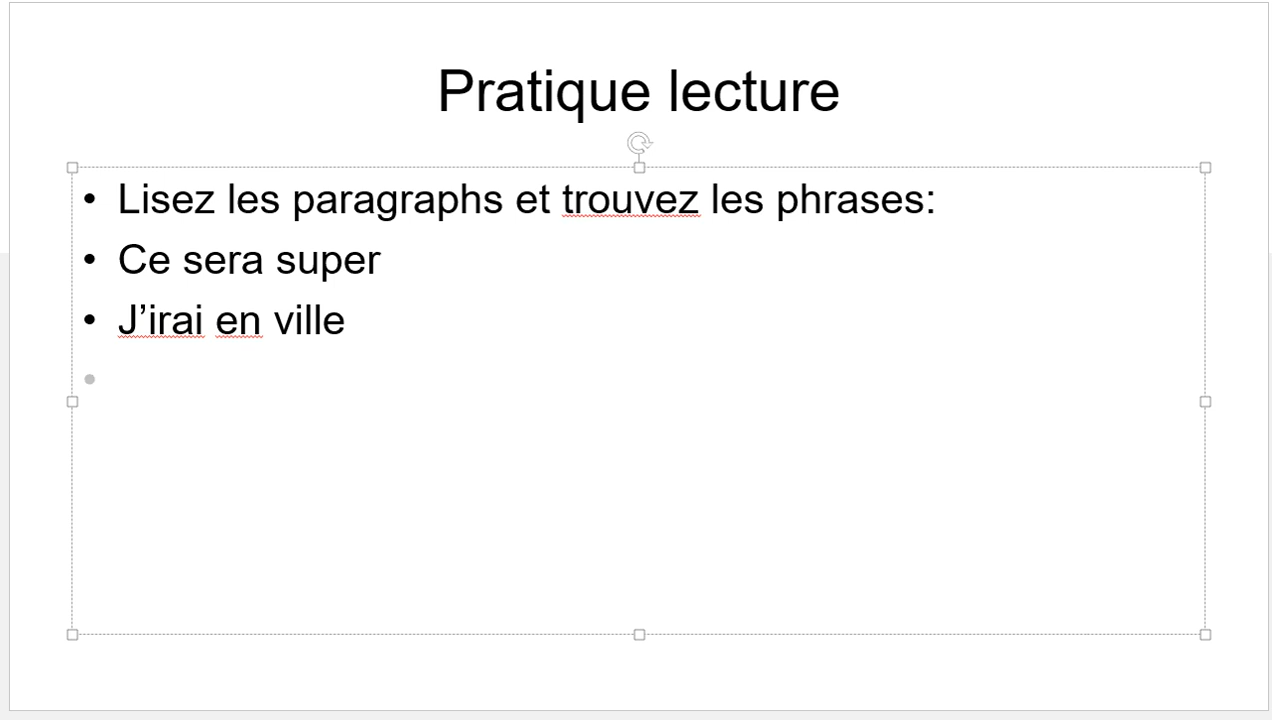 Pratique lecture
• Lisez les paragraphs et trouvez les phrases:
• Ce sera super
• J’irai en ville
•